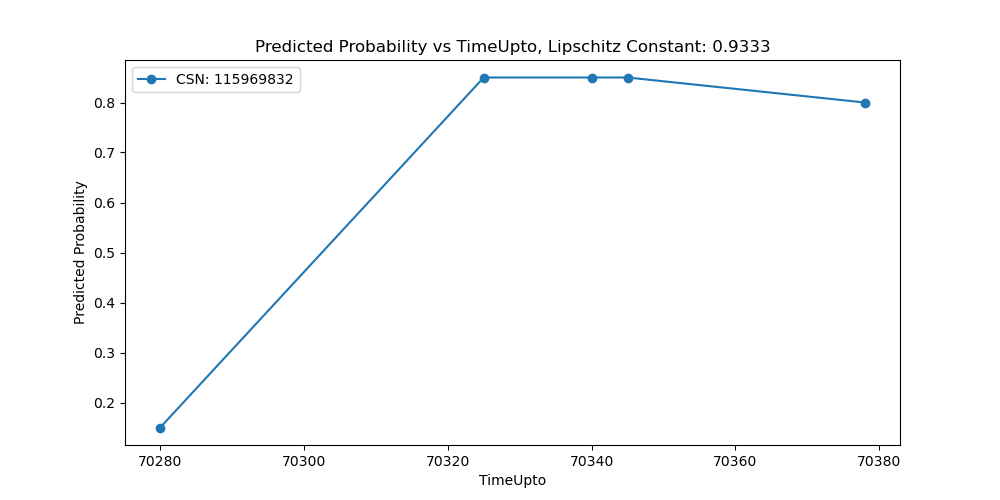 Predicted Probability vs TimeUpto, Lipschitz Constant: 0.9333
CSN: 115969832
Predicted Probability
0.8
0.7
0.6
0.5
0.4
0.3
0.2
70280 70300 70320 70340 70360 70380
TimeUpto